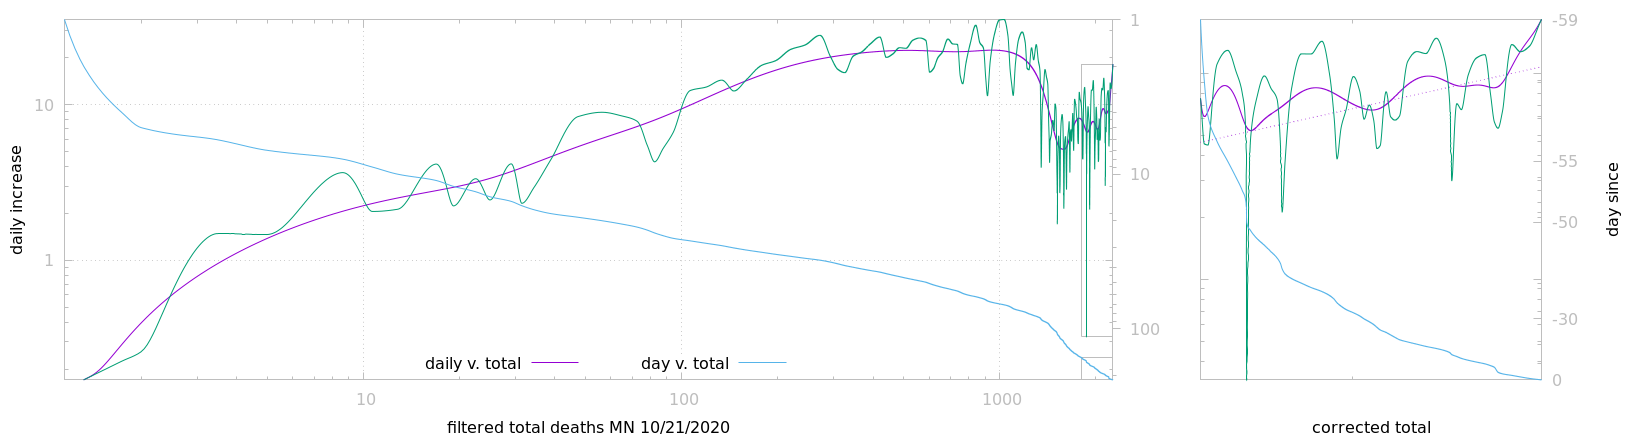 daily increase
10
1
daily v. total
day v. total
10
100
1000
filtered total deaths MN 10/21/2020
1
10
100
-59
-55
-50
-30
0
day since
corrected total